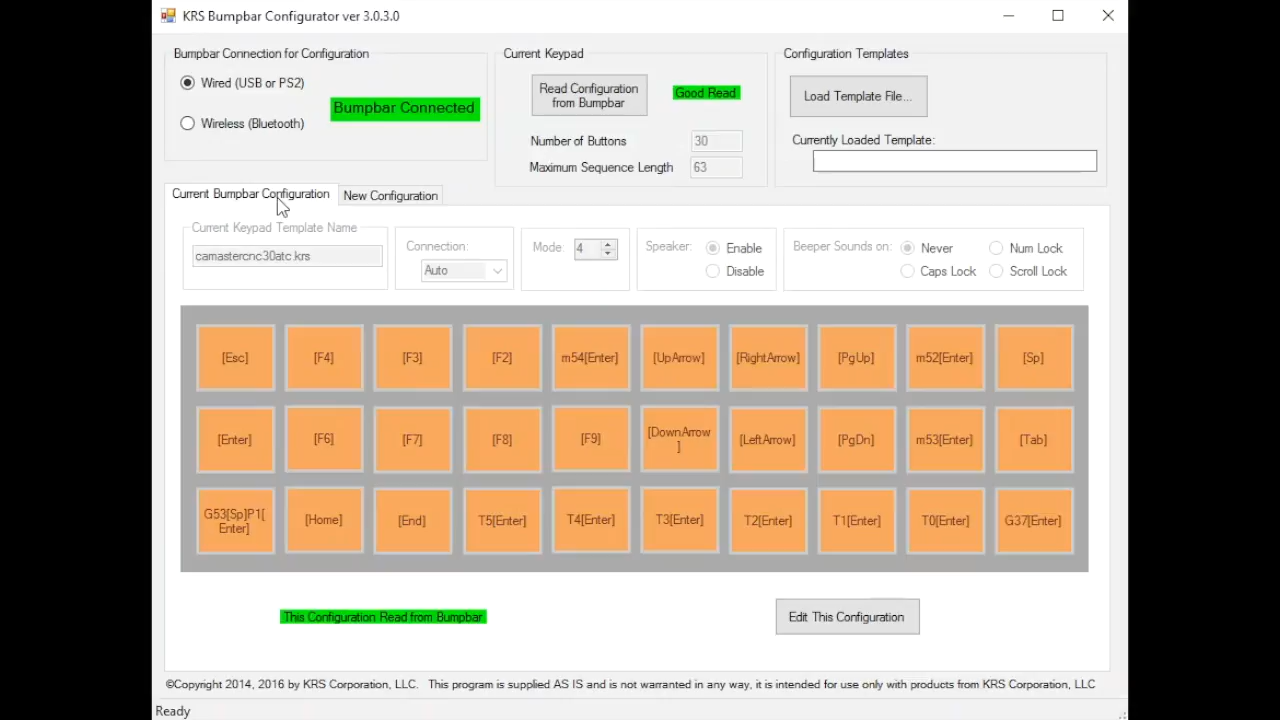 KRS Bumpbar Configurator ver 3.0.3.0
Bumpbar Connection for Configuration
Wired (USB or PS2)
Bumpbar Connected
Wireless (Bluetooth)
Current Keypad
Read Configuration
from Bumpbar
Good Read
Number of Buttons
30
Maximum Sequence Length
63
Configuration Templates
Load Template File...
Currently Loaded Template:
Current Bumpbar Configuration
New Configuration
Current Keypad Template Name
camastercnc30atc.krs
Connection:
Auto
Mode:
4
Speaker:
Enable
Disable
Beeper Sounds on:
Never
Num Lock
Caps Lock
Scroll Lock
[Esc]
[F4]
[F3]
[F2]
m54[Enter]
[UpArrow]
[RightArrow]
[PgUp]
m52[Enter]
[Sp]
[Enter]
[F6]
[F7]
[F8]
[F9]
[DownArrow
]
[LeftArrow]
[PgDn]
m53[Enter]
[Tab]
G53[Sp]P1[
Enter]
[Home]
[End]
T5[Enter]
T4[Enter]
T3[Enter]
T2[Enter]
T1[Enter]
T0[Enter]
G37[Enter]
This Configuration Read from Bumpbar
Edit This Configuration
©Copyright 2014, 2016 by KRS Corporation, LLC. This program is supplied AS IS and is not warranted in any way, it is intended for use only with products from KRS Corporation, LLC
Ready